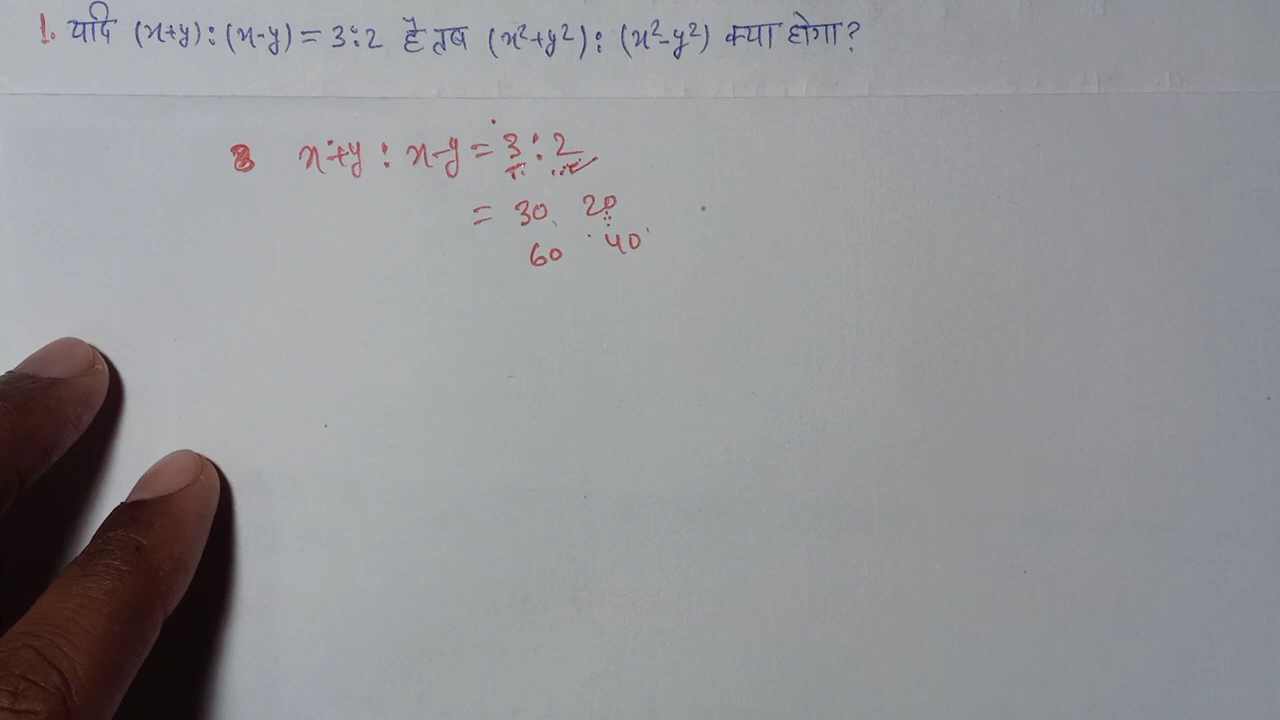 1. यदि (x+y) : (x-y) = 3:2 है तब (x²+y²) : (x²-y²) क्या होगा?
x+y : x-y = 3:2
= 30 20
60 40